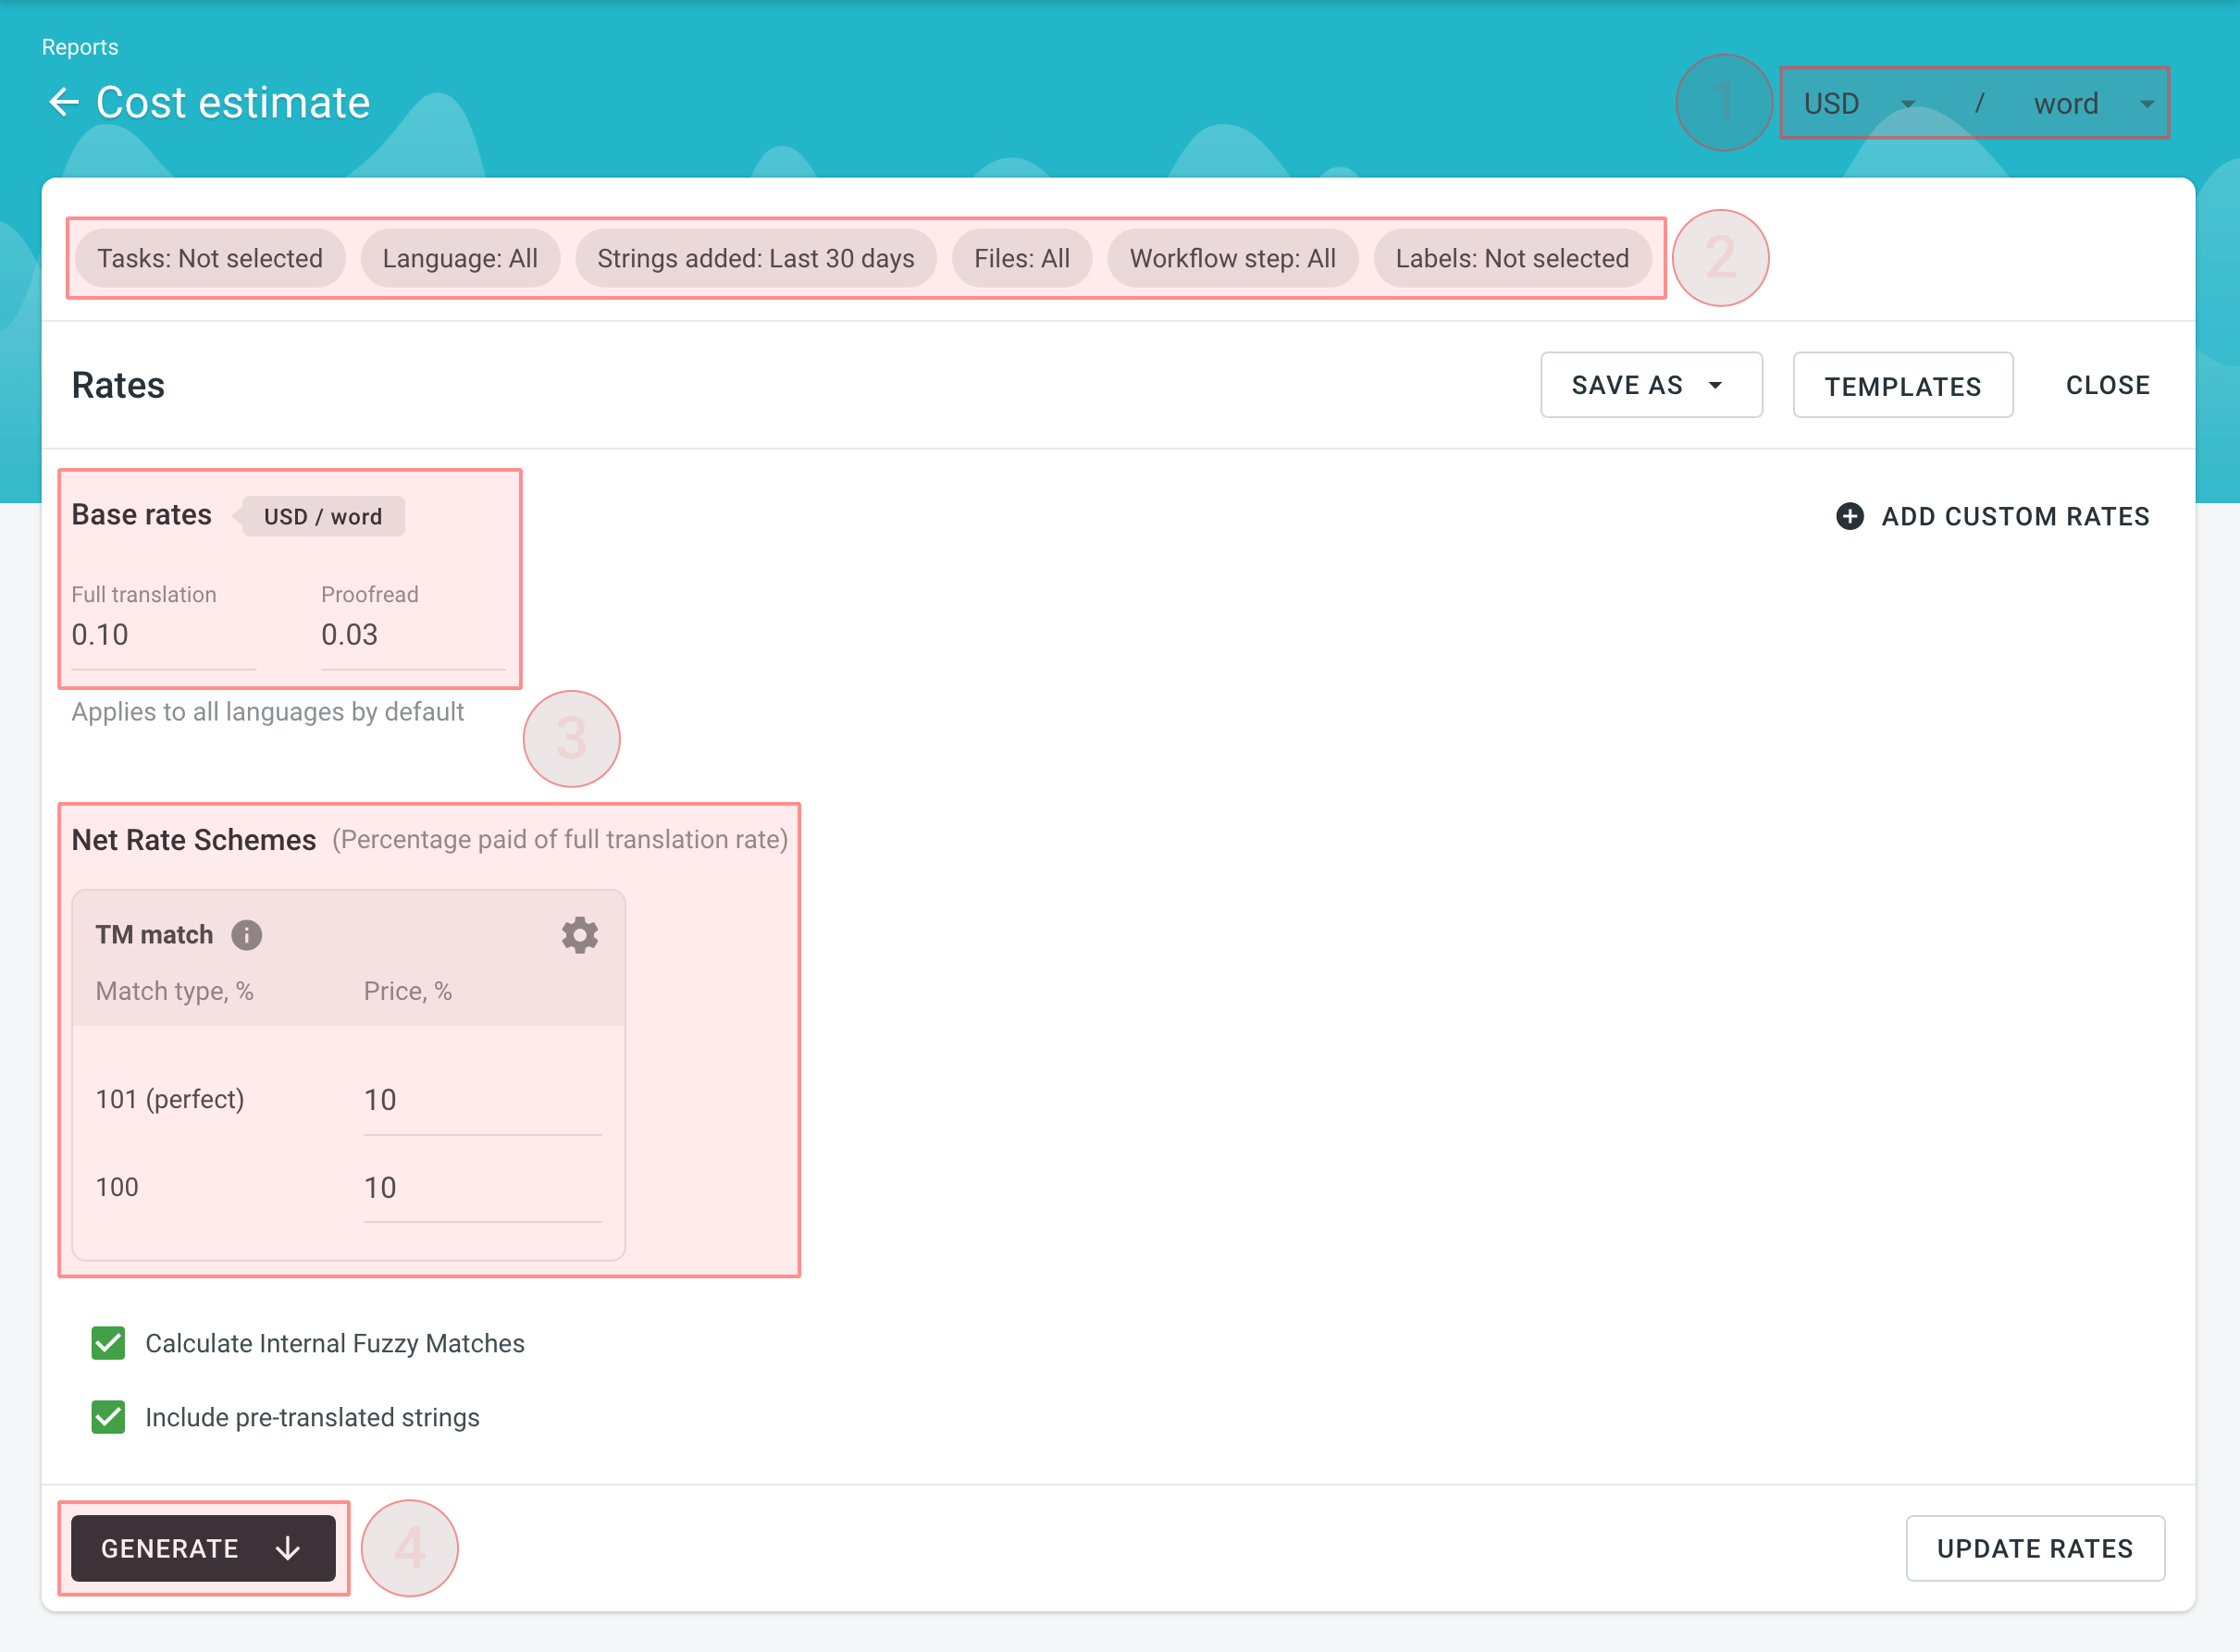 Reports
Cost estimate
1
USD / word
Tasks: Not selected Language: All Strings added: Last 30 days Files: All Workflow step: All Labels: Not selected
2
Rates
SAVE AS TEMPLATES CLOSE
Base rates USD / word
ADD CUSTOM RATES
Full translation Proofread
0.10 0.03
Applies to all languages by default
3
Net Rate Schemes (Percentage paid of full translation rate)
TM match
Match type, % Price, %
101 (perfect) 10
100 10
Calculate Internal Fuzzy Matches
Include pre-translated strings
GENERATE
4
UPDATE RATES